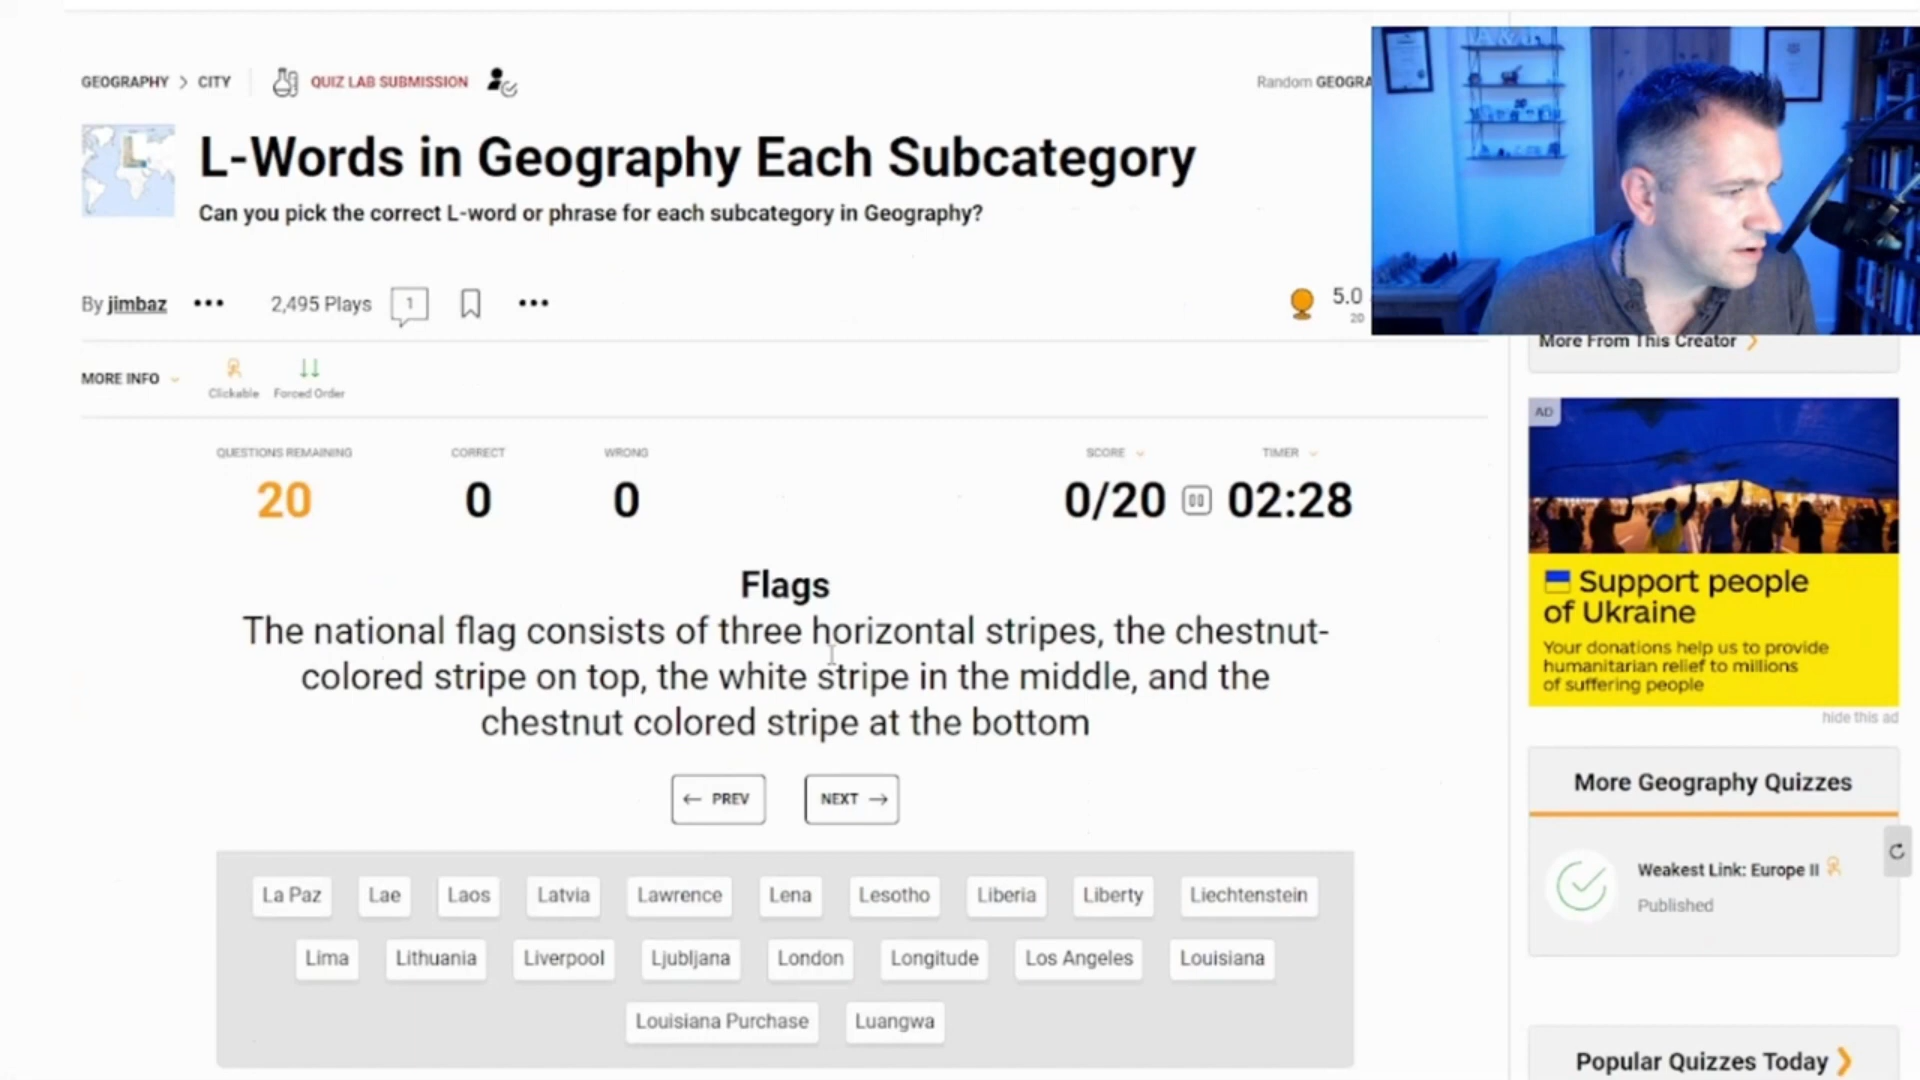 GEOGRAPHY > CITY QUIZ LAB SUBMISSION
Random GEOGRA
L-Words in Geography Each Subcategory
Can you pick the correct L-word or phrase for each subcategory in Geography?
By jimbaz ••• 2,495 Plays 1 •••
5.0
20
More From This Creator
MORE INFO
Clickable Forced Order
AD
QUESTIONS REMAINING CORRECT WRONG SCORE TIMER
20 0 0 0/20 02:28
Flags
The national flag consists of three horizontal stripes, the chestnut-
colored stripe on top, the white stripe in the middle, and the
chestnut colored stripe at the bottom
← PREV NEXT →
La Paz Lae Laos Latvia Lawrence Lena Lesotho Liberia Liberty Liechtenstein
Lima Lithuania Liverpool Ljubljana London Longitude Los Angeles Louisiana
Louisiana Purchase Luangwa
Support people
of Ukraine
Your donations help us to provide
humanitarian relief to millions
of suffering people
hide this ad
More Geography Quizzes
Weakest Link: Europe II
Published
Popular Quizzes Today